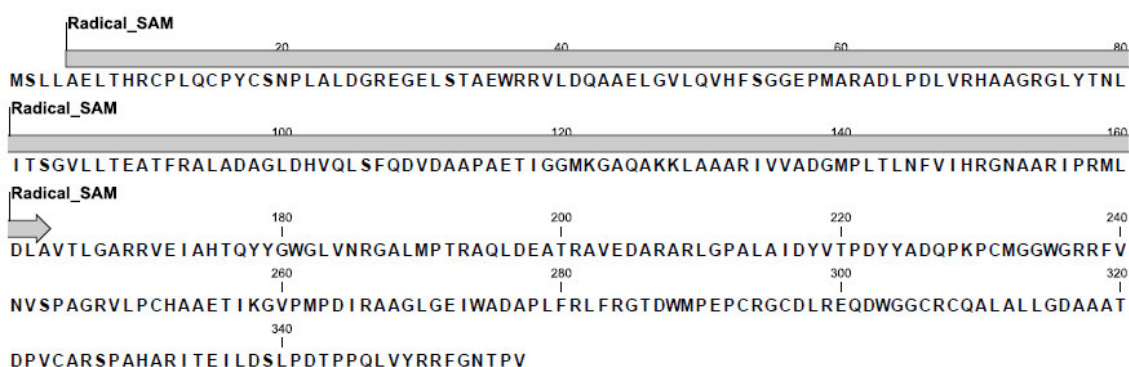 Radical_SAM
20 40 60 80
MSLLAELTHRCPLQCPYCSNPLALDGREGELSTAEWRRVLDQAAELGVLQVHFSGGEPMARADLPDLVRHAAGRGLYTNL
Radical_SAM
100 120 140 160
ITSGVLLTEATFRALADAGLDHVQLSFQDVDAAPAETIGGMKGAQAKKLAAARIVVADGMPLTLNFVIHRGNAARIPRML
Radical_SAM
180 200 220 240
DLAVTLGARRVEIAHTQYYGWGLVNRGALMPTRAQLDEATRAVEDARARLGPALAIDYVTPDYYADQPKPCMGGWGRRFV
260 280 300 320
NVSPAGRVLPCHAAETIKGVPMPDIRAAGLGEIWADAPLFRLFRGTDWMPEPCRGCDLREQDWGGCRCQALALLGDAAAT
340
DPVCARSPAHARITEILDSLPDTPPQLVYRRFGNTPV